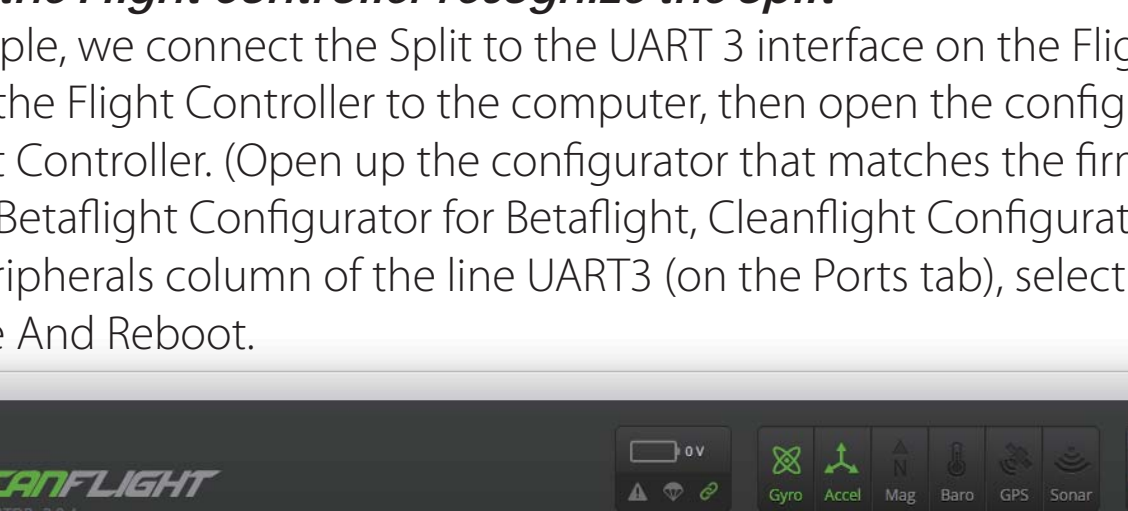 the Flight Controller recognize the Split
ple, we connect the Split to the UART 3 interface on the Flig
the Flight Controller to the computer, then open the config
t Controller. (Open up the configurator that matches the firm
Betaflight Configurator for Betaflight, Cleanflight Configurat
ripherals column of the line UART3 (on the Ports tab), select
e And Reboot.
0 V
EANFLIGHT
N
Gyro Accel Mag Baro GPS Sonar